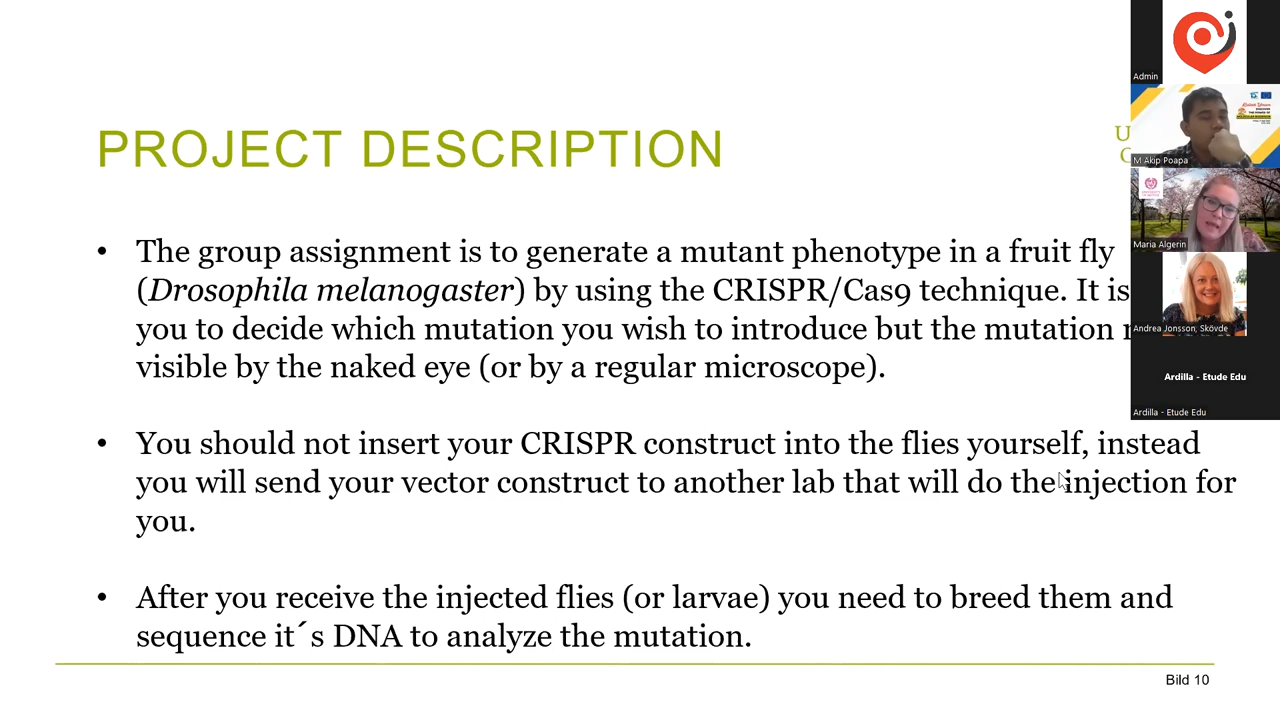 PROJECT DESCRIPTION
• The group assignment is to generate a mutant phenotype in a fruit fly
(Drosophila melanogaster) by using the CRISPR/Cas9 technique. It is
you to decide which mutation you wish to introduce but the mutation
visible by the naked eye (or by a regular microscope).
• You should not insert your CRISPR construct into the flies yourself, instead
you will send your vector construct to another lab that will do the injection for
you.
• After you receive the injected flies (or larvae) you need to breed them and
sequence it´s DNA to analyze the mutation.
Bild 10
Admin
M Akip Poapa
Maria Algerin
Andrea Jonsson, Skövde
Ardilla - Etude Edu
Ardilla - Etude Edu